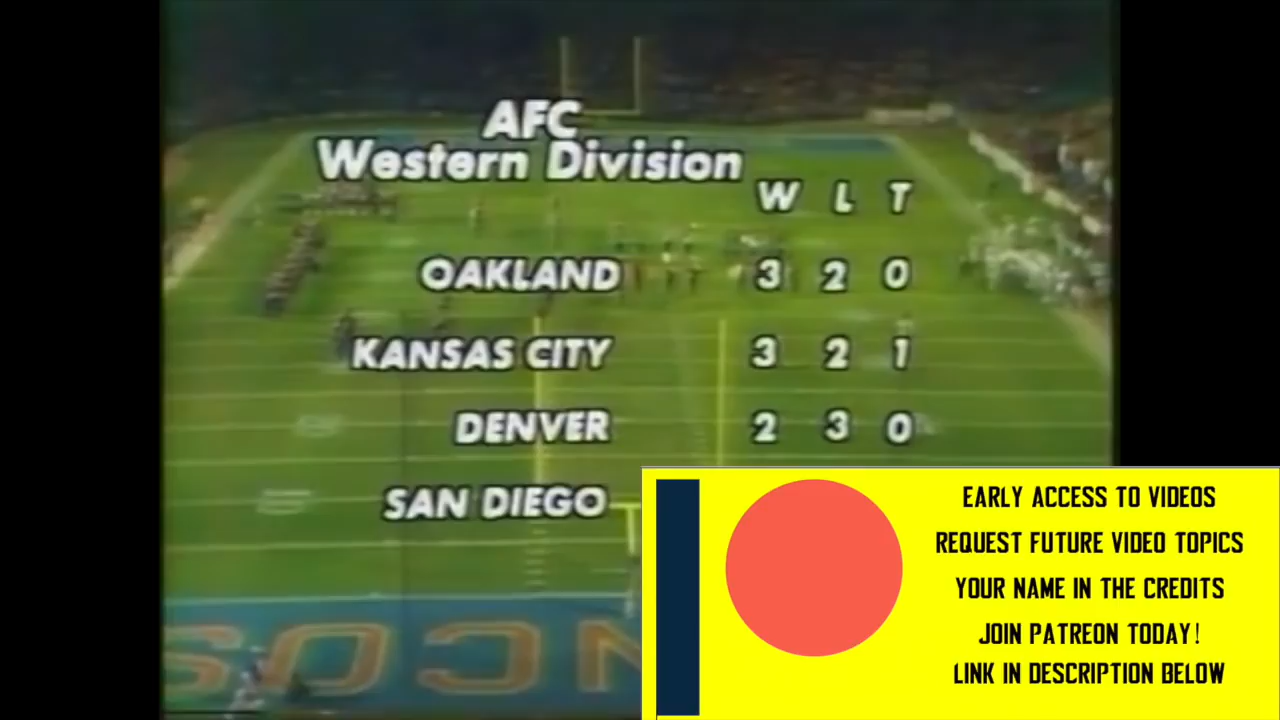 AFC
Western Division
W L T
OAKLAND 3 2 0
KANSAS CITY 3 2 1
DENVER 2 3 0
SAN DIEGO
EARLY ACCESS TO VIDEOS
REQUEST FUTURE VIDEO TOPICS
YOUR NAME IN THE CREDITS
JOIN PATREON TODAY!
LINK IN DESCRIPTION BELOW